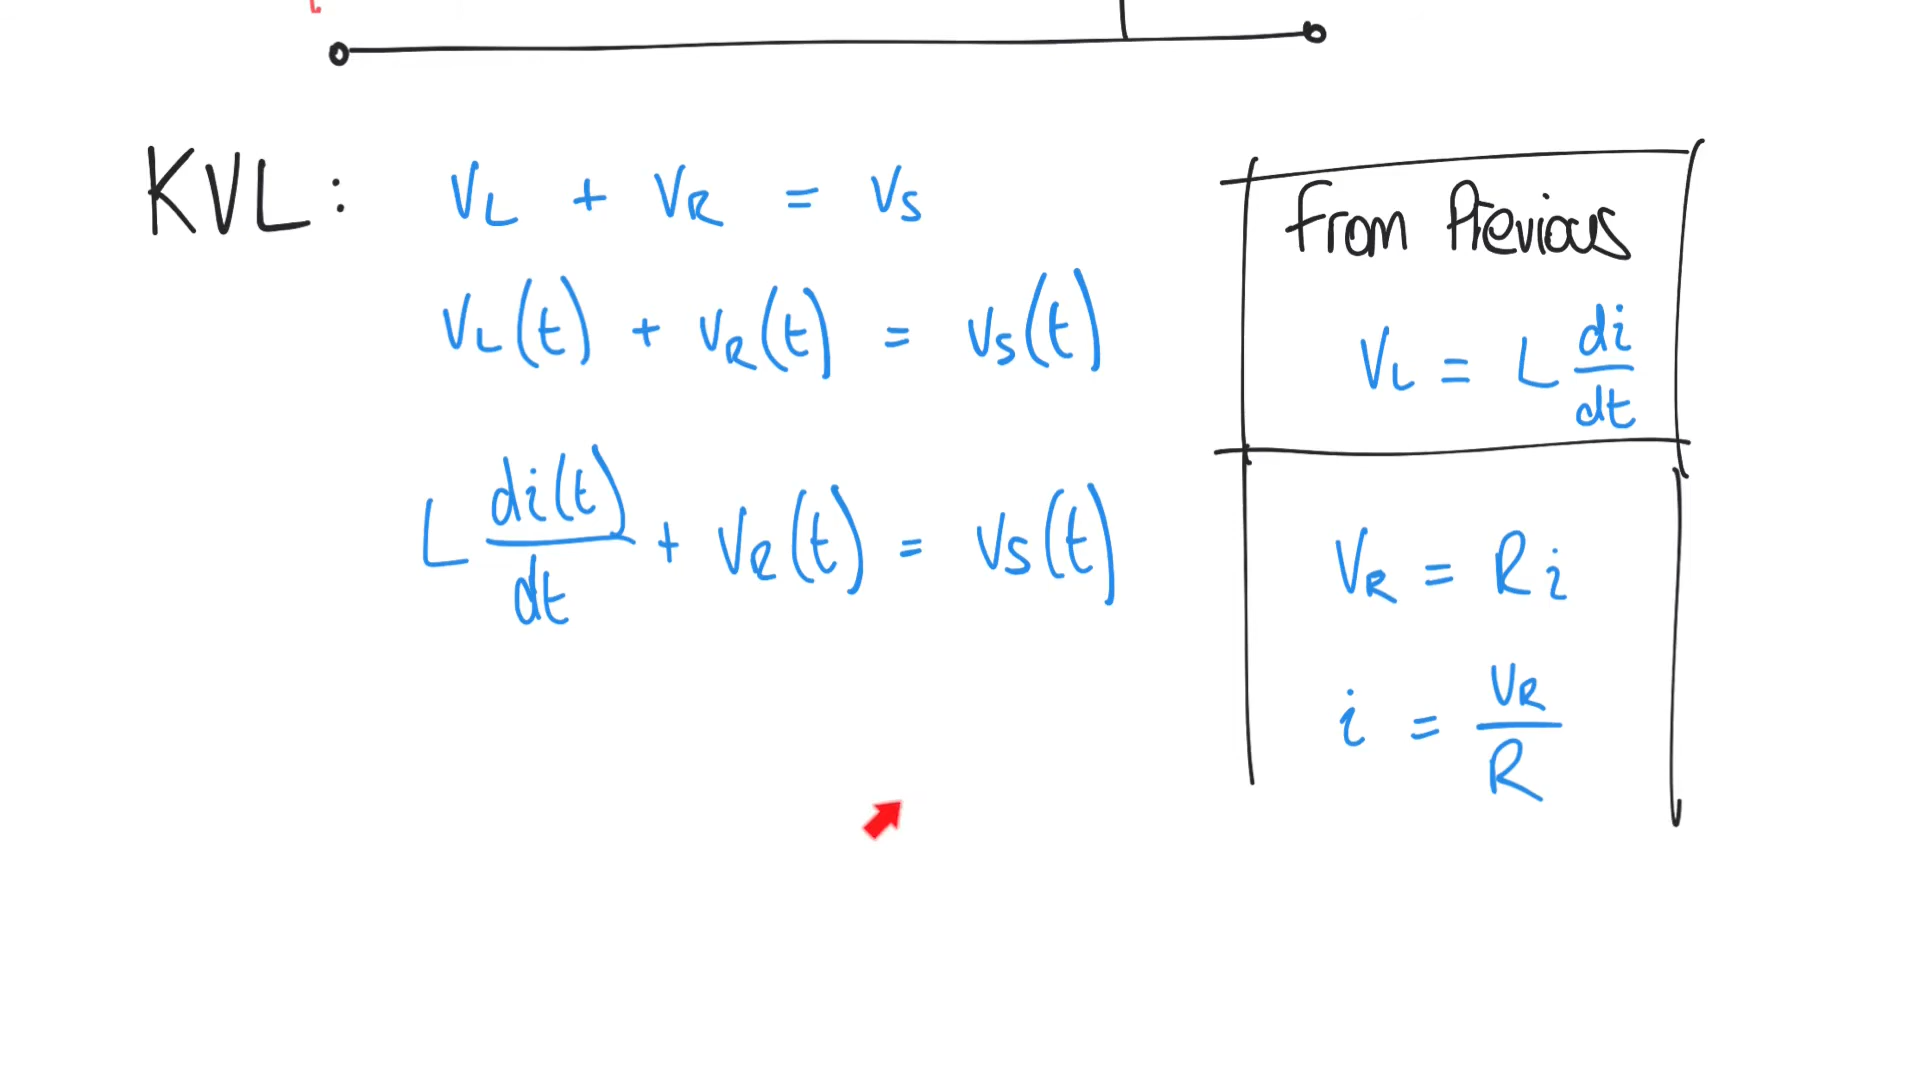 KVL: VL + VR = VS
VL(t) + VR(t) = VS(t)
L di(t)/dt + VR(t) = VS(t)
From Previous
VL = L di/dt
VR = Ri
i = VR/R